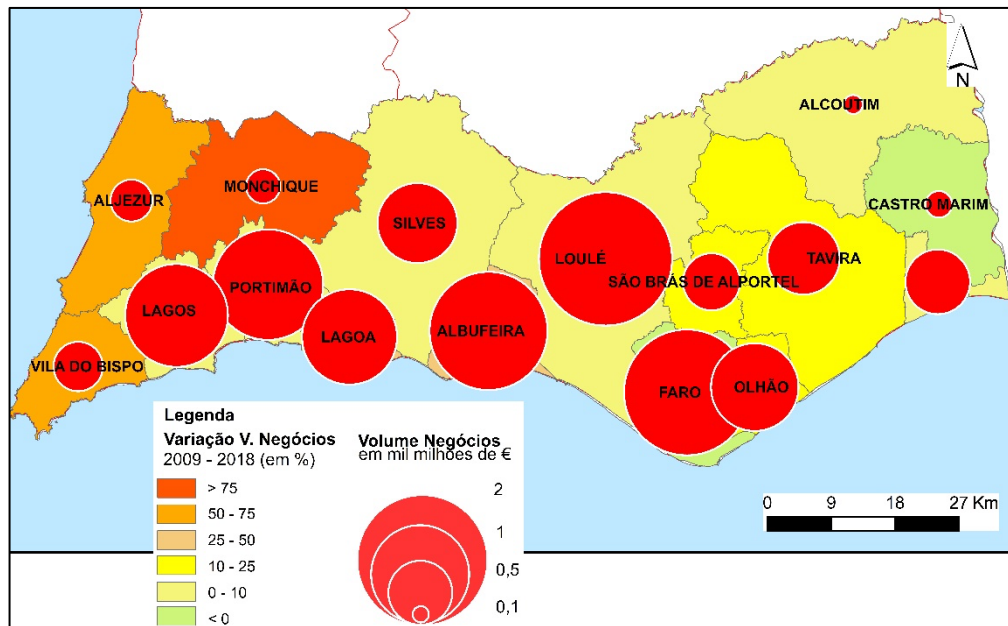 N
ALCOUTIM
ALJEZUR
MONCHIQUE
CASTRO MARIM
SILVES
LOULÉ
TAVIRA
SÃO BRÁS DE ALPORTEL
PORTIMÃO
LAGOS
LAGOA
ALBUFEIRA
VILA DO BISPO
FARO
OLHÃO
Legenda
Variação V. Negócios
2009 - 2018 (em %)
> 75
50 - 75
25 - 50
10 - 25
0 - 10
< 0
Volume Negócios
em mil milhões de €
2
1
0,5
0,1
0 9 18 27 Km